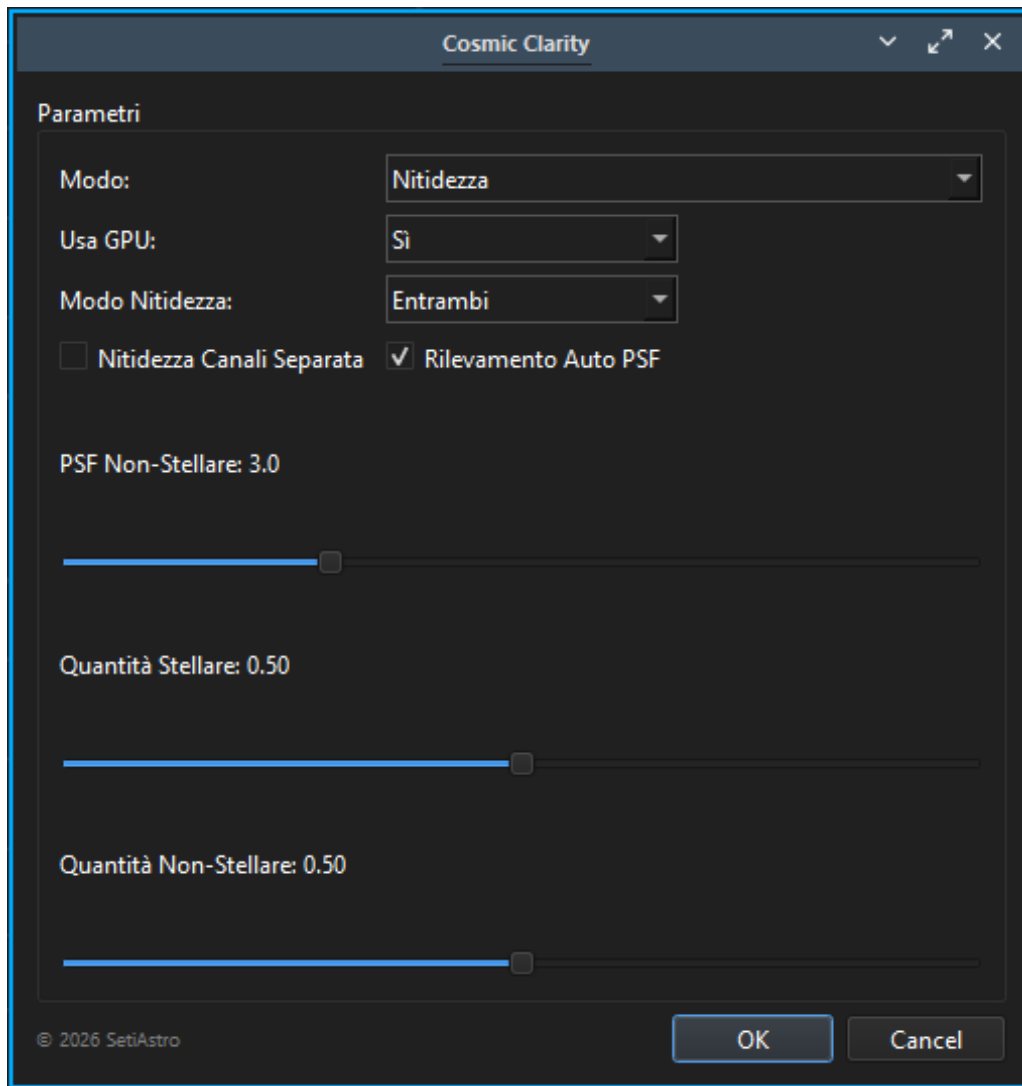 Cosmic Clarity
Parametri
Modo: Nitidezza
Usa GPU: Sì
Modo Nitidezza: Entrambi
Nitidezza Canali Separata Rilevamento Auto PSF
PSF Non-Stellare: 3.0
Quantità Stellare: 0.50
Quantità Non-Stellare: 0.50
© 2026 SetiAstro OK Cancel